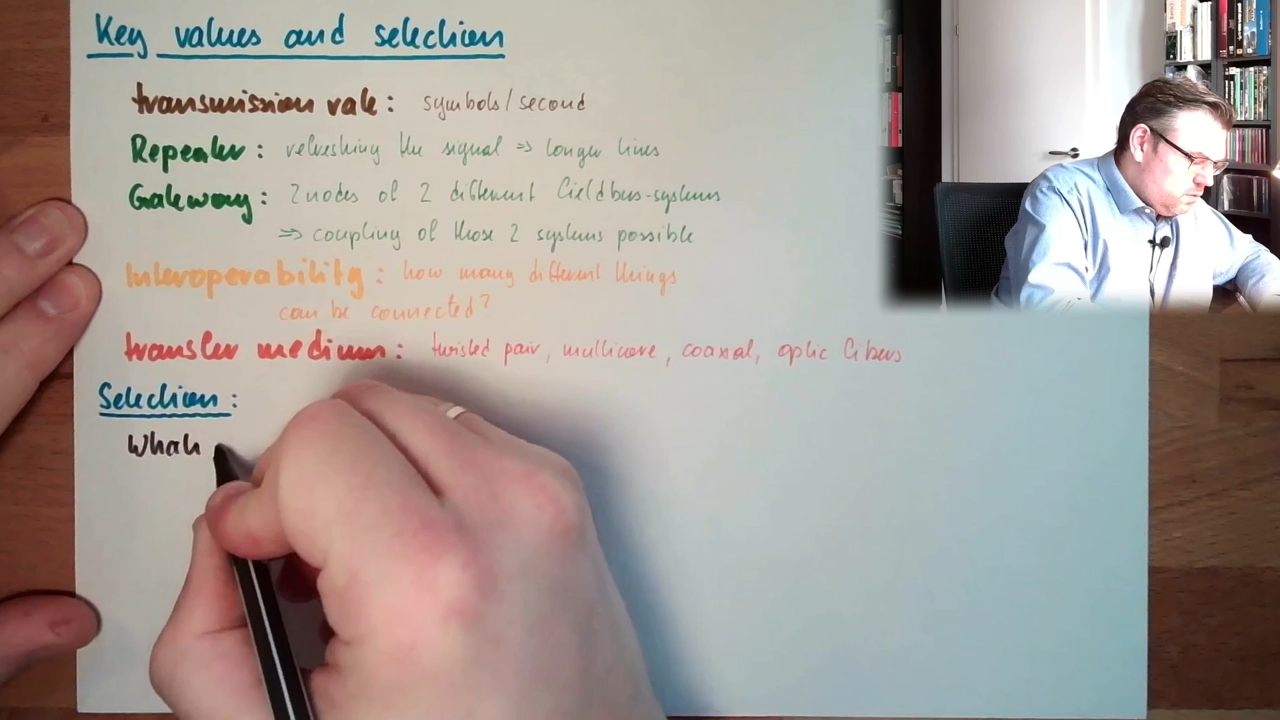 Key values and selection
transmission rate: symbols/second
Repeater: refreshing the signal ⇒ longer lines
Gateway: 2 nodes of 2 different Fieldbus-systems
⇒ coupling of those 2 systems possible
Interoperability: how many different things
can be connected?
transfer medium: twisted pair, multicore, coaxal, optic fibers
Selection:
What